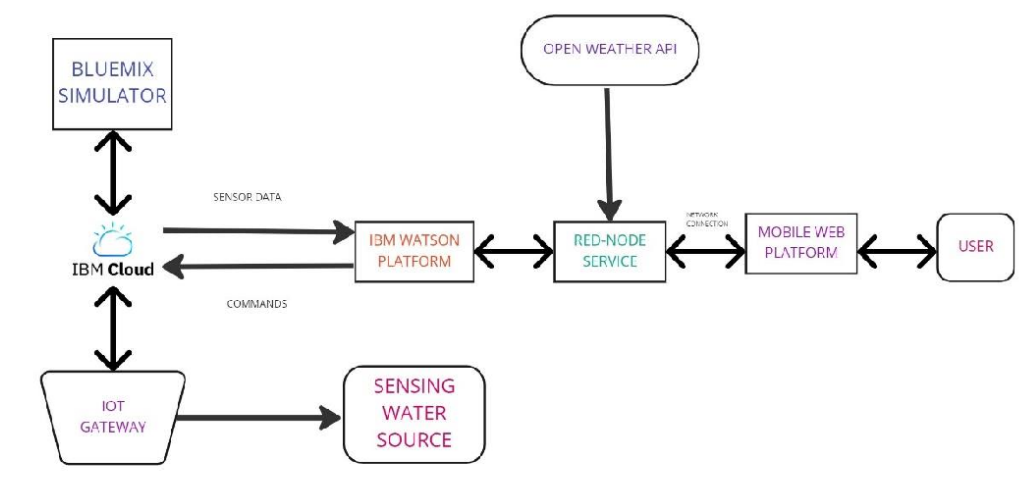 OPEN WEATHER API
BLUEMIX
SIMULATOR
SENSOR DATA
NETWORK
CONNECTION
IBM Cloud
IBM WATSON
PLATFORM
RED-NODE
SERVICE
MOBILE WEB
PLATFORM
USER
COMMANDS
IOT
GATEWAY
SENSING
WATER
SOURCE